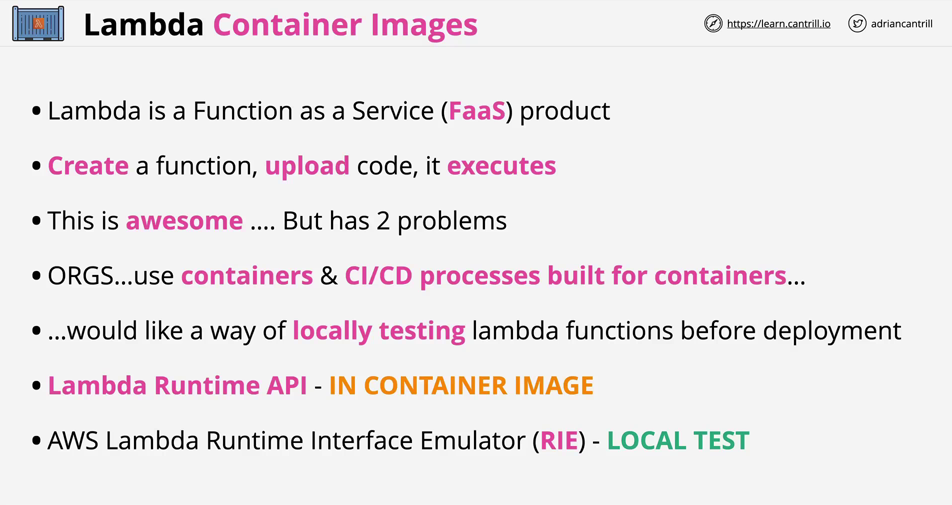 Lambda Container Images
https://learn.cantrill.io
adriancantrill
• Lambda is a Function as a Service (FaaS) product
• Create a function, upload code, it executes
• This is awesome .... But has 2 problems
• ORGS...use containers & CI/CD processes built for containers...
• ...would like a way of locally testing lambda functions before deployment
• Lambda Runtime API - IN CONTAINER IMAGE
• AWS Lambda Runtime Interface Emulator (RIE) - LOCAL TEST